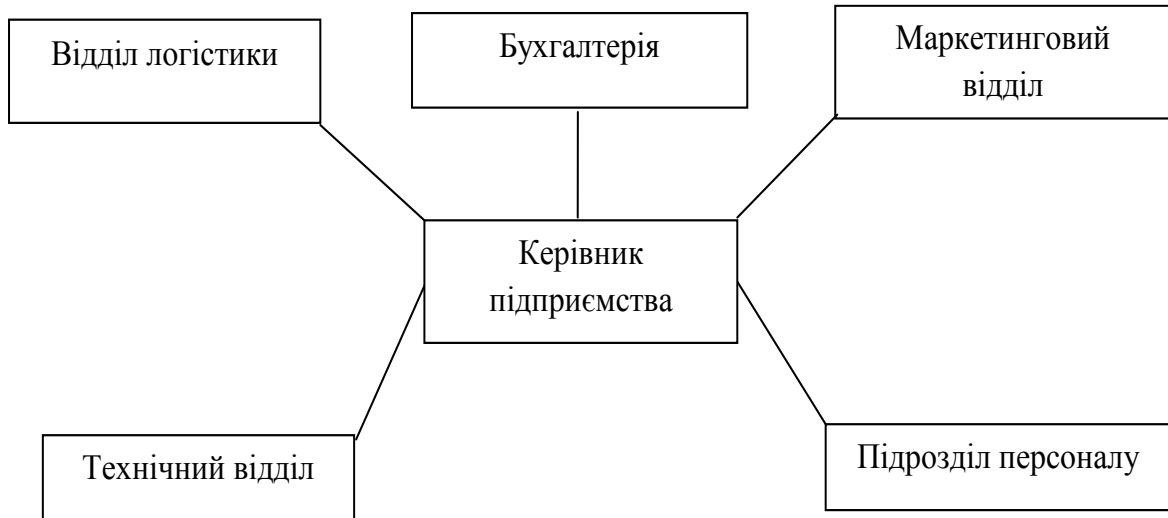 Відділ логістики
Бухгалтерія
Маркетинговий
відділ
Керівник
підприємства
Технічний відділ
Підрозділ персоналу